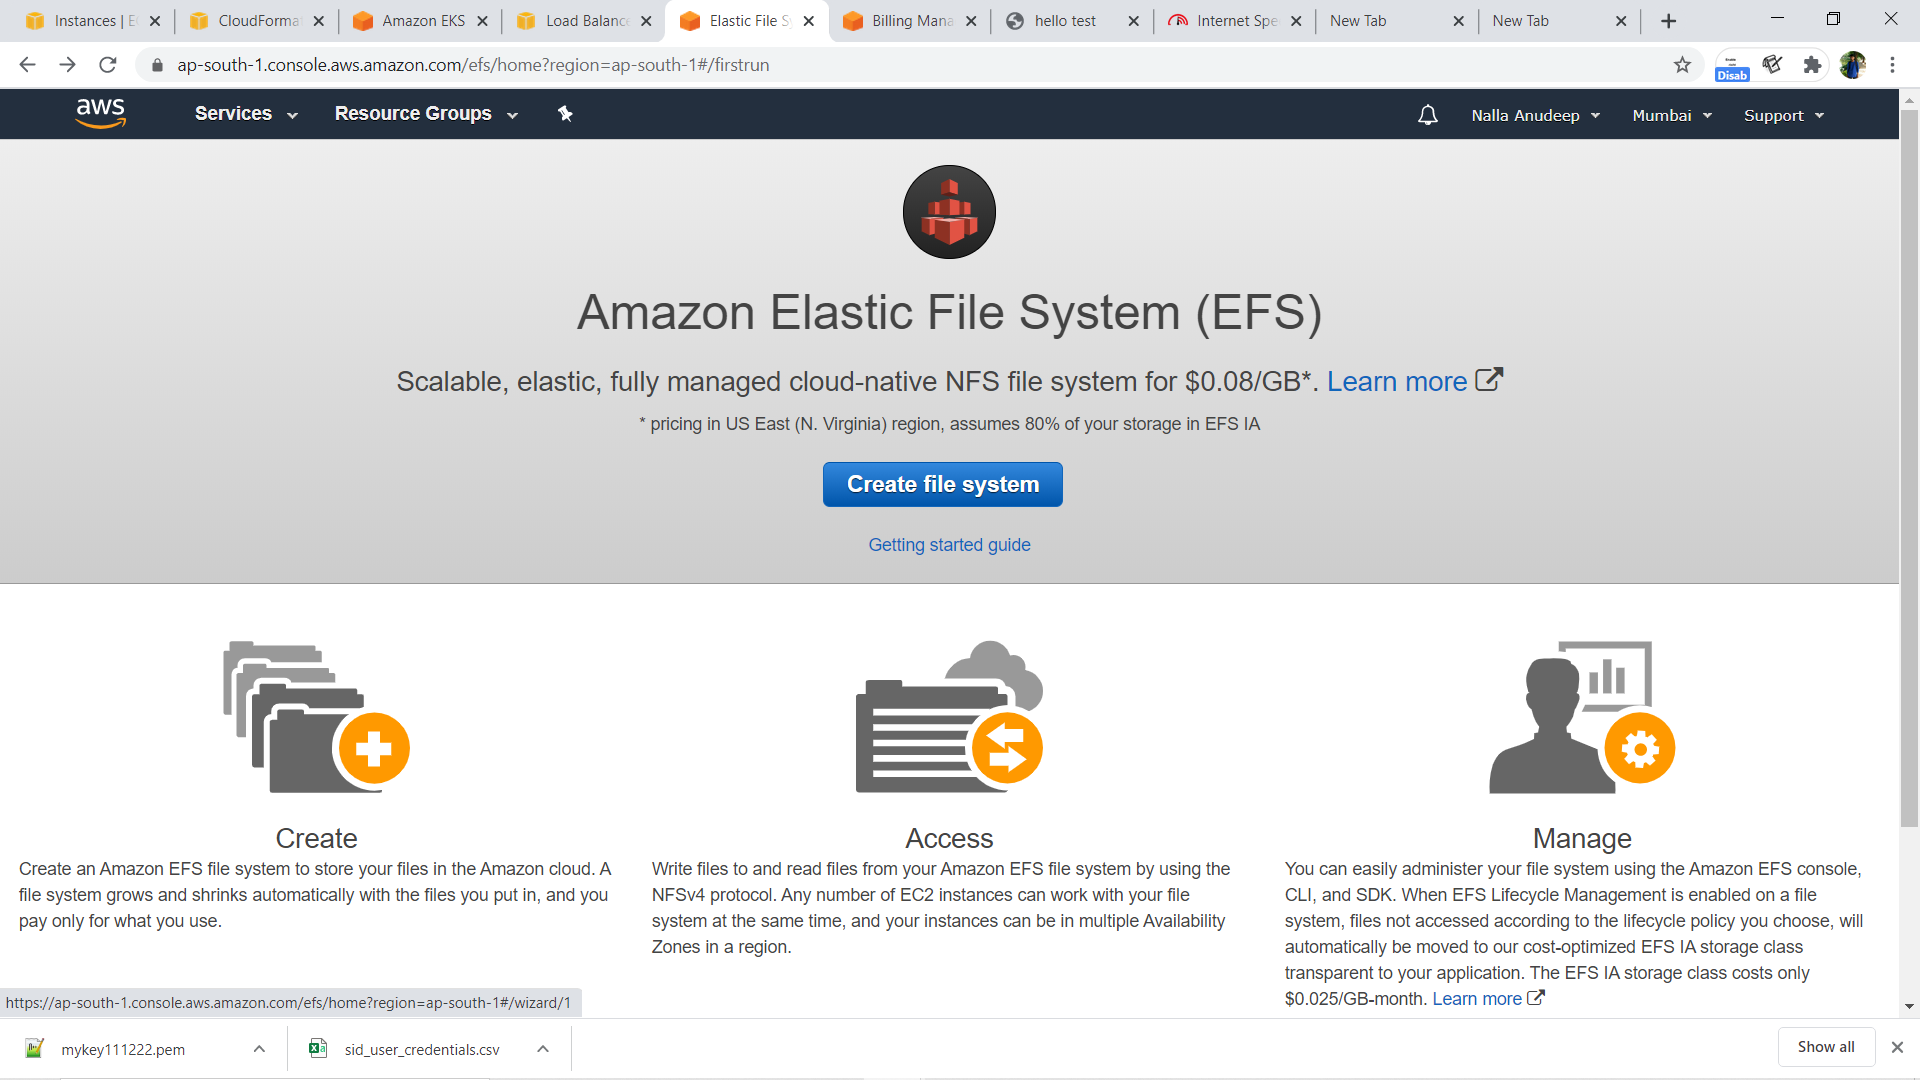 Instances | E
CloudForma
Amazon EKS
Load Balance
Elastic File Sy
Billing Mana
hello test
Internet Spe
New Tab
New Tab
ap-south-1.console.aws.amazon.com/efs/home?region=ap-south-1#/firstrun
Disab
aws
Services
Resource Groups
Nalla Anudeep
Mumbai
Support
Amazon Elastic File System (EFS)
Scalable, elastic, fully managed cloud-native NFS file system for $0.08/GB*. Learn more
* pricing in US East (N. Virginia) region, assumes 80% of your storage in EFS IA
Create file system
Getting started guide
Create
Create an Amazon EFS file system to store your files in the Amazon cloud. A
file system grows and shrinks automatically with the files you put in, and you
pay only for what you use.
Access
Write files to and read files from your Amazon EFS file system by using the
NFSv4 protocol. Any number of EC2 instances can work with your file
system at the same time, and your instances can be in multiple Availability
Zones in a region.
Manage
You can easily administer your file system using the Amazon EFS console,
CLI, and SDK. When EFS Lifecycle Management is enabled on a file
system, files not accessed according to the lifecycle policy you choose, will
automatically be moved to our cost-optimized EFS IA storage class
transparent to your application. The EFS IA storage class costs only
$0.025/GB-month. Learn more
https://ap-south-1.console.aws.amazon.com/efs/home?region=ap-south-1#/wizard/1
mykey111222.pem
sid_user_credentials.csv
Show all